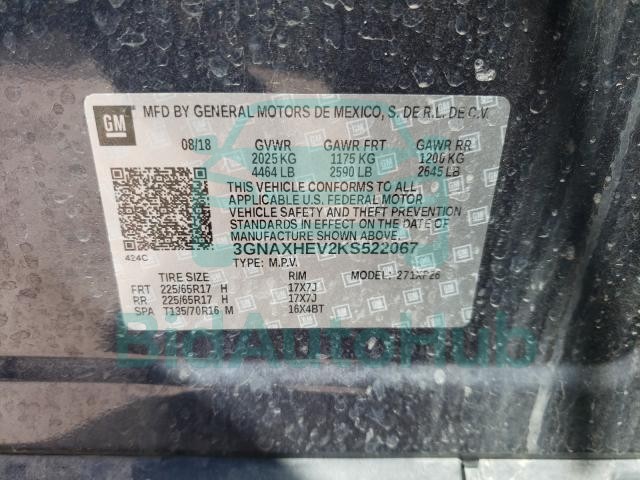 GM MFD BY GENERAL MOTORS DE MEXICO, S. DE R.L. DE C.V.
08/18 GVWR GAWR FRT GAWR RR
2025 KG 1175 KG 1200 KG
4464 LB 2590 LB 2645 LB
THIS VEHICLE CONFORMS TO ALL
APPLICABLE U.S. FEDERAL MOTOR
VEHICLE SAFETY AND THEFT PREVENTION
STANDARDS IN EFFECT ON THE DATE OF
MANUFACTURE SHOWN ABOVE.
424C 3GNAXHEV2KS522067
TYPE: M.P.V.
TIRE SIZE RIM MODEL:
FRT 225/65R17 H 17X7J
RR 225/65R17 H 17X7J
SPA T135/70R16 M 16X4BT
BidAutoHub